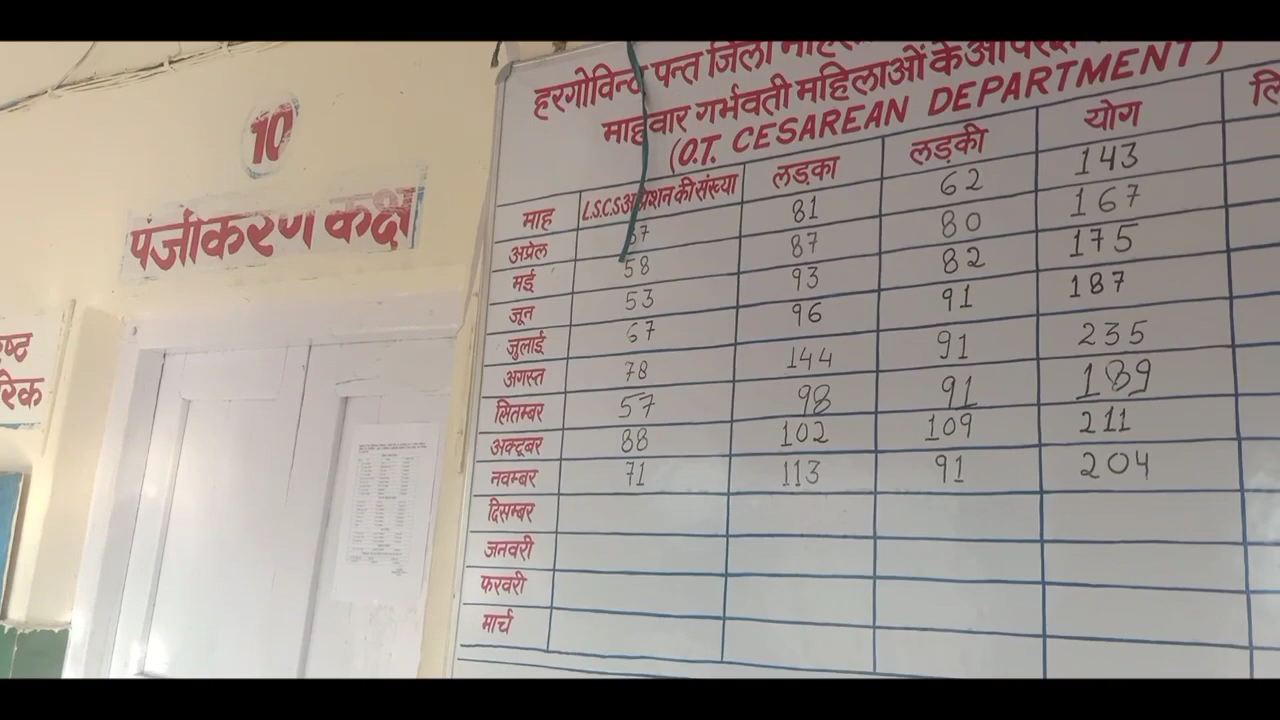 10
पंजीकरण कक्ष
रिक
हरगोविन्द पन्त जिला
माहवार गर्भवती महिलाओं के
(O.T. CESAREAN DEPARTMENT)
माह L.S.C.S आपरेशन की संख्या लड़का लड़की योग
अप्रेल 81 62 143
मई 58 87 80 167
जून 53 93 82 175
जुलाई 67 96 91 187
अगस्त 78 144 91 235
सितम्बर 57 98 91 189
अक्टूबर 88 102 109 211
नवम्बर 71 113 91 204
दिसम्बर
जनवरी
फरवरी
मार्च